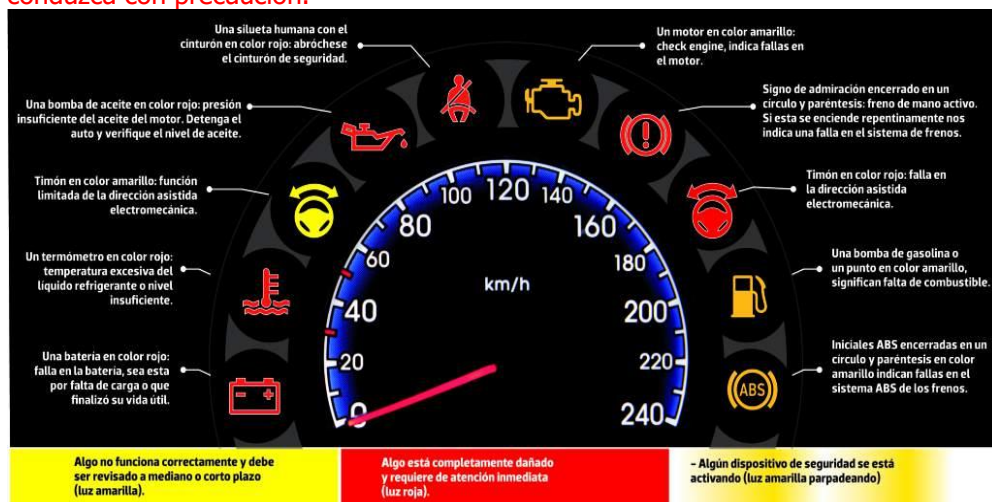 conduzca con precaución.
Una silueta humana con el
cinturón en color rojo: abróchese
el cinturón de seguridad.
Un motor en color amarillo:
check engine, indica fallas en
el motor.
Una bomba de aceite en color rojo: presión
insuficiente del aceite del motor. Detenga el
auto y verifique el nivel de aceite.
Signo de admiración encerrado en un
círculo y paréntesis: freno de mano activo.
Si esta se enciende repentinamente nos
indica una falla en el sistema de frenos.
Timón en color amarillo: función
limitada de la dirección asistida
electromecánica.
Timón en color rojo: falla en
la dirección asistida
electromecánica.
Un termómetro en color rojo:
temperatura excesiva del
líquido refrigerante o nivel
insuficiente.
Una bomba de gasolina o
un punto en color amarillo,
significan falta de combustible.
Una batería en color rojo:
falla en la batería, sea esta
por falta de carga o que
finalizó su vida útil.
Iniciales ABS encerradas en un
círculo y paréntesis en color
amarillo indican fallas en el
sistema ABS de los frenos.
0
20
40
60
80
100
120
140
160
180
200
220
240
km/h
ABS
Algo no funciona correctamente y debe
ser revisado a mediano o corto plazo
(luz amarilla).
Algo está completamente dañado
y requiere de atención inmediata
(luz roja).
- Algún dispositivo de seguridad se está
activando (luz amarilla parpadeando)